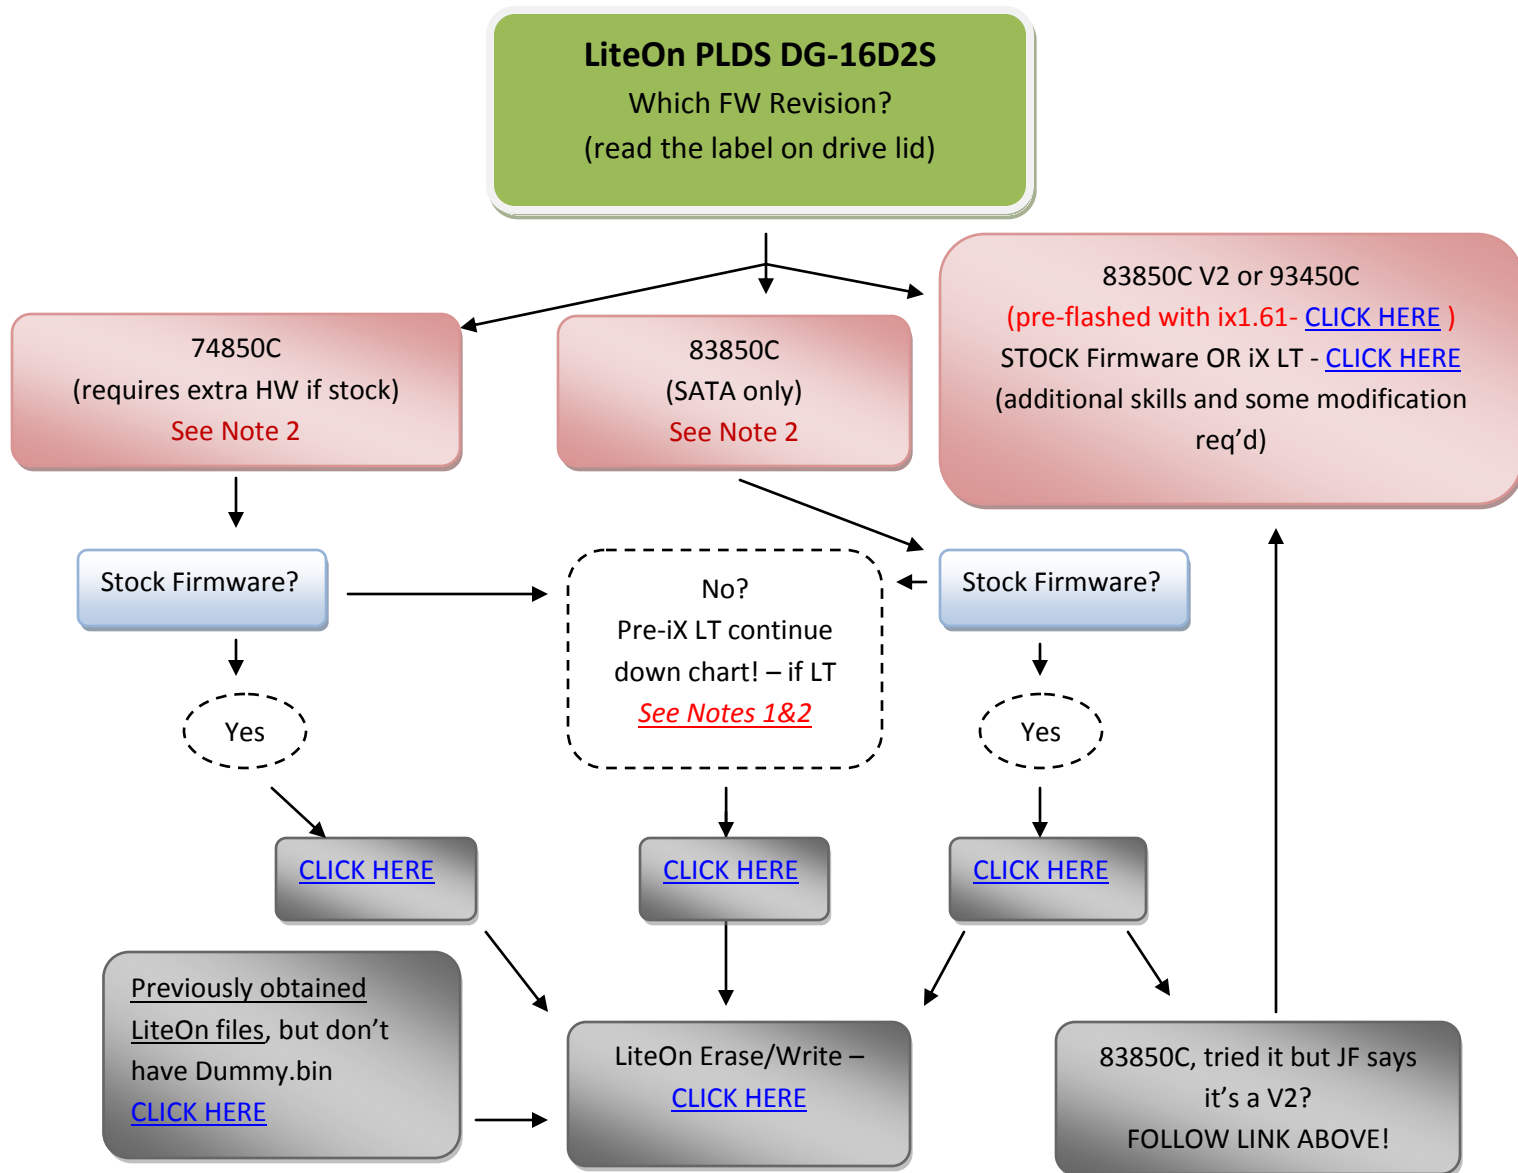 LiteOn PLDS DG-16D2S
Which FW Revision?
(read the label on drive lid)
74850C
(requires extra HW if stock)
See Note 2
83850C
(SATA only)
See Note 2
83850C V2 or 93450C
(pre-flashed with ix1.61- CLICK HERE )
STOCK Firmware OR iX LT - CLICK HERE
(additional skills and some modification
req’d)
Stock Firmware?
No?
Pre-iX LT continue
down chart! – if LT
See Notes 1&2
Stock Firmware?
Yes
Yes
CLICK HERE
CLICK HERE
CLICK HERE
Previously obtained
LiteOn files, but don’t
have Dummy.bin
CLICK HERE
LiteOn Erase/Write –
CLICK HERE
83850C, tried it but JF says
it’s a V2?
FOLLOW LINK ABOVE!